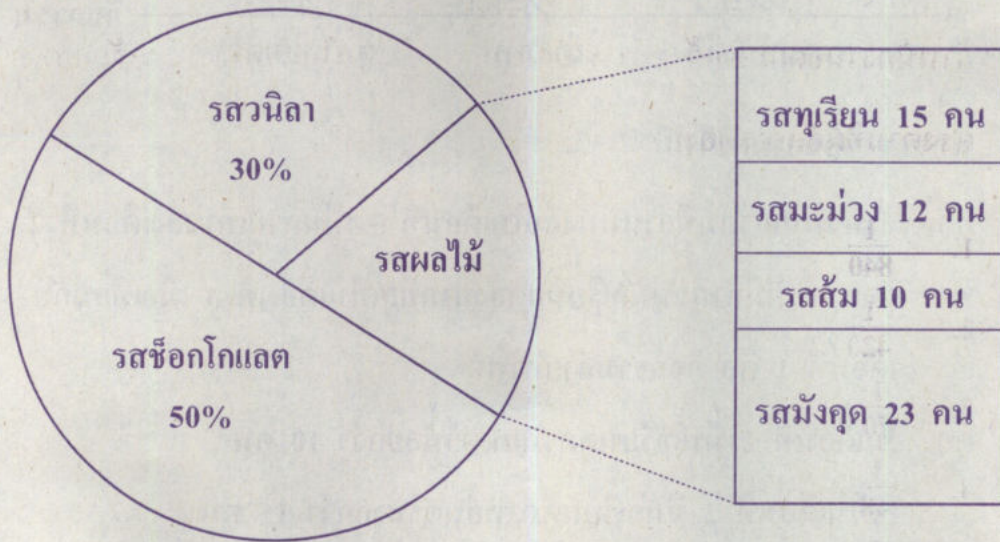 รสวนิลา
30%
รสผลไม้
รสช็อกโกแลต
50%
รสทุเรียน 15 คน
รสมะม่วง 12 คน
รสส้ม 10 คน
รสมังคุด 23 คน